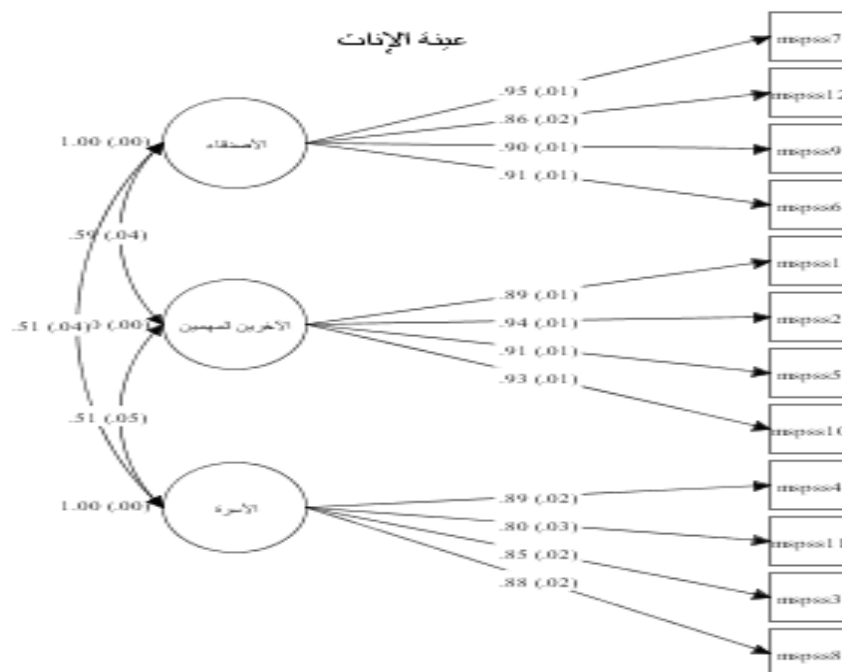 عينة الإناث
mspss7
.95 (.01)
mspss12
.86 (.02)
1.00 (.00)
الأصدقاء
.90 (.01)
mspss9
.91 (.01)
mspss6
.59 (.04)
mspss1
.89 (.01)
.94 (.01)
mspss2
.51 (.04)
(.00)
الآخرين المهمين
.91 (.01)
mspss5
.93 (.01)
.51 (.05)
mspss10
mspss4
.89 (.02)
1.00 (.00)
الأسرة
.80 (.03)
mspss11
.85 (.02)
.88 (.02)
mspss3
mspss8